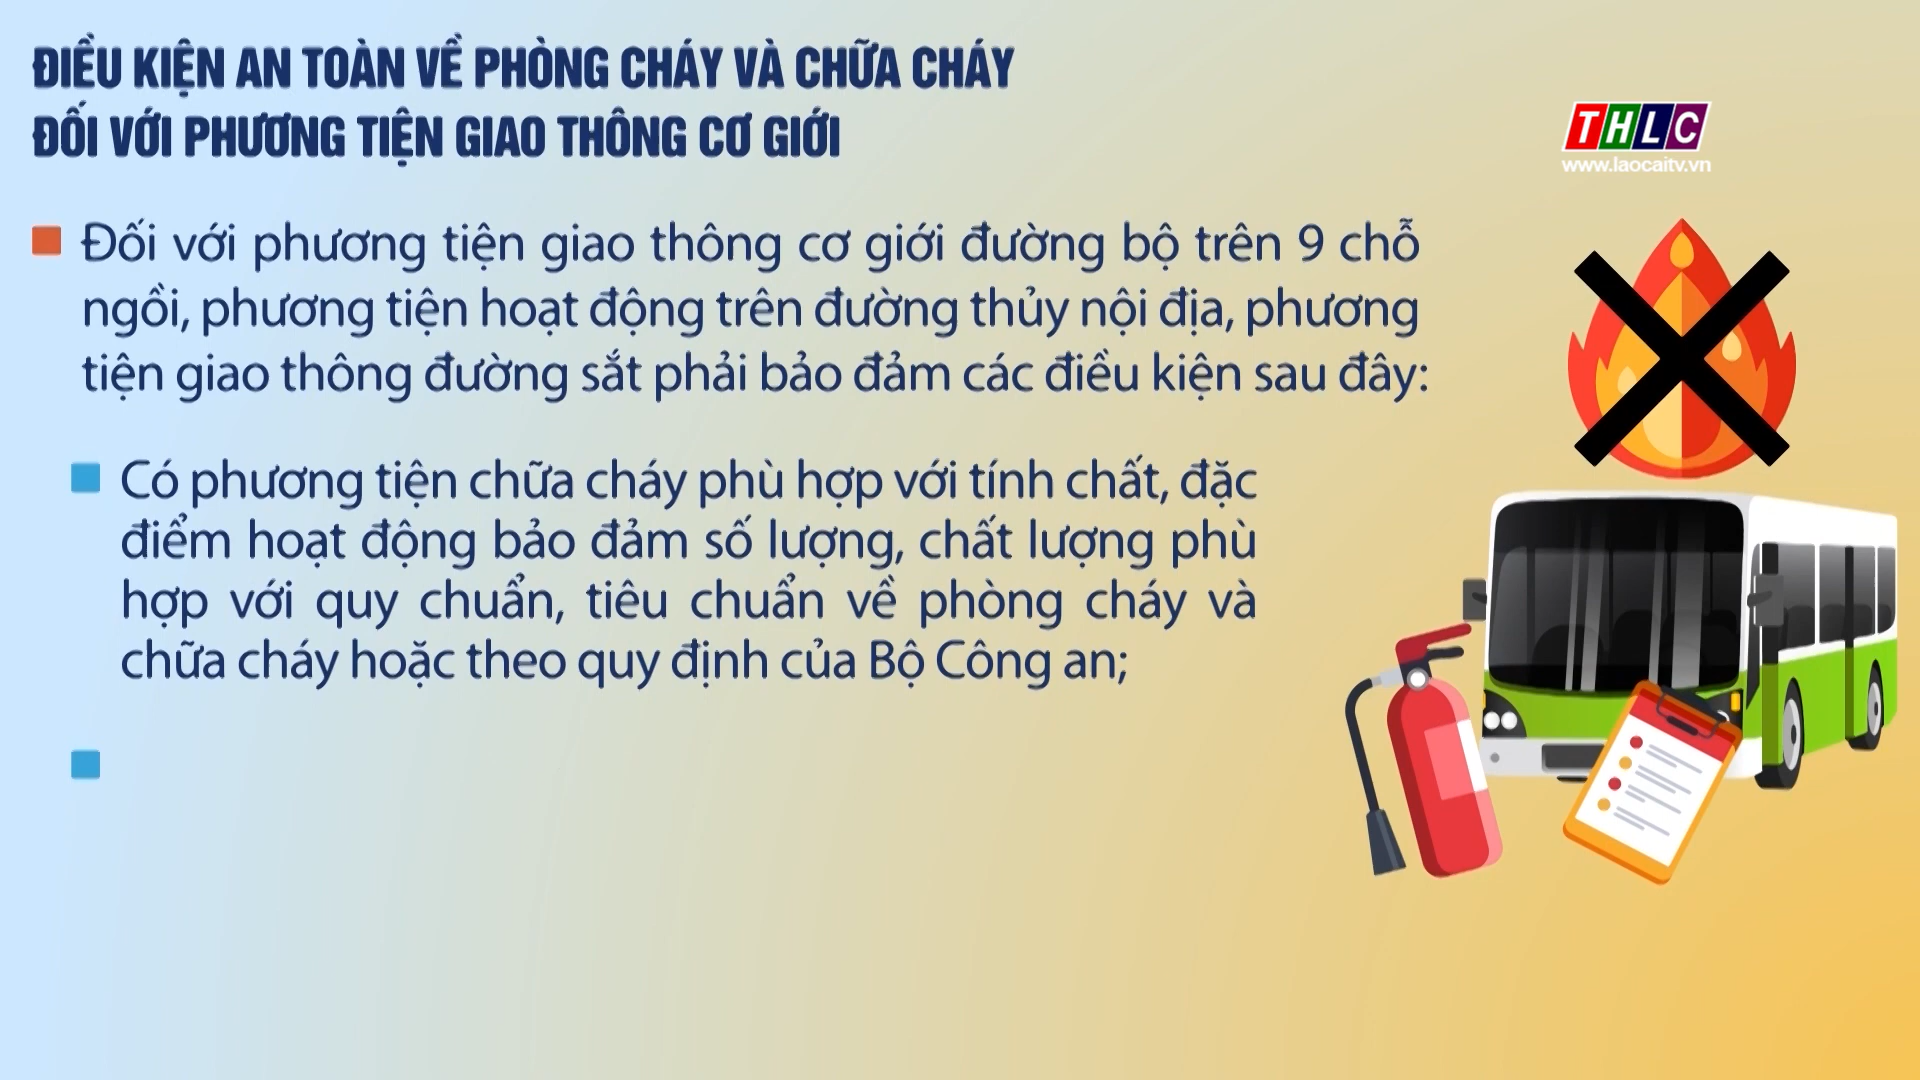 ĐIỀU KIỆN AN TOÀN VỀ PHÒNG CHÁY VÀ CHỮA CHÁY
ĐỐI VỚI PHƯƠNG TIỆN GIAO THÔNG CƠ GIỚI
THLC
www.laocaitv.vn
Đối với phương tiện giao thông cơ giới đường bộ trên 9 chỗ
ngồi, phương tiện hoạt động trên đường thủy nội địa, phương
tiện giao thông đường sắt phải bảo đảm các điều kiện sau đây:
Có phương tiện chữa cháy phù hợp với tính chất, đặc
điểm hoạt động bảo đảm số lượng, chất lượng phù
hợp với quy chuẩn, tiêu chuẩn về phòng cháy và
chữa cháy hoặc theo quy định của Bộ Công an;